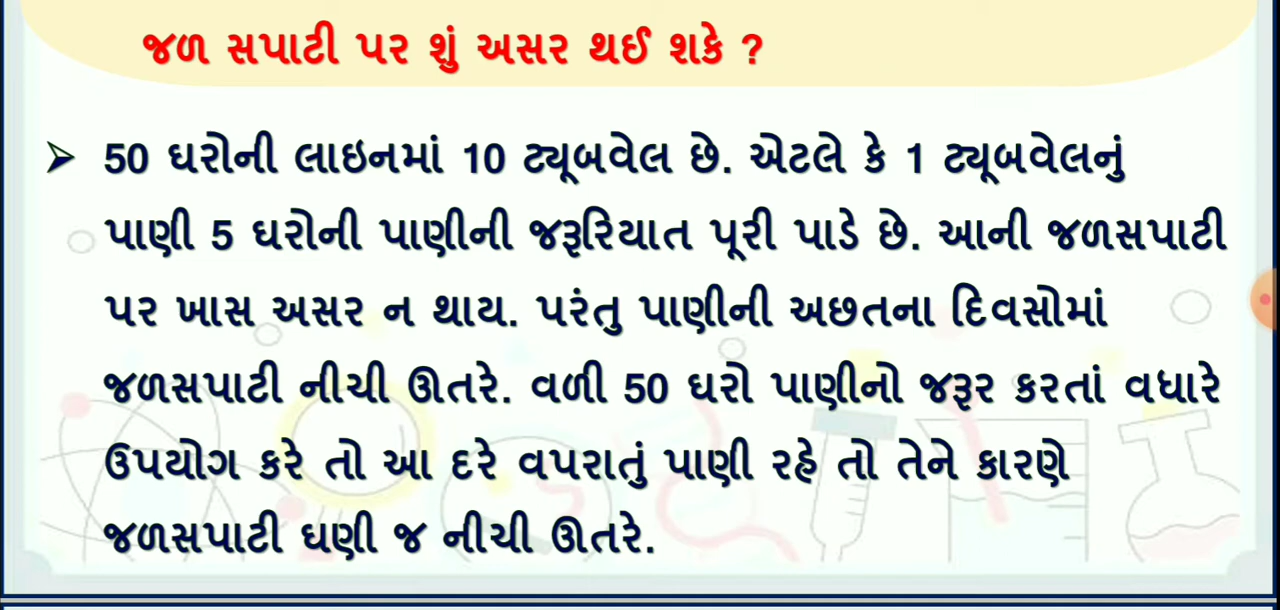 જળ સપાટી પર શું અસર થઈ શકે ?
➢ 50 ઘરોની લાઇનમાં 10 ટ્યૂબવેલ છે. એટલે કે 1 ટ્યૂબવેલનું
પાણી 5 ઘરોની પાણીની જરૂરિયાત પૂરી પાડે છે. આની જળસપાટી
પર ખાસ અસર ન થાય. પરંતુ પાણીની અછતના દિવસોમાં
જળસપાટી નીચી ઊતરે. વળી 50 ઘરો પાણીનો જરૂર કરતાં વધારે
ઉપયોગ કરે તો આ દરે વપરાતું પાણી રહે તો તેને કારણે
જળસપાટી ઘણી જ નીચી ઊતરે.